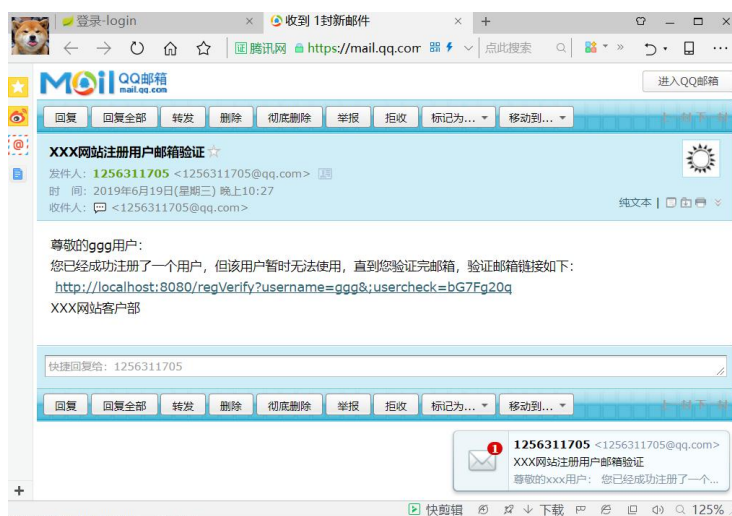 登录-login
收到 1封新邮件
腾讯网 https://mail.qq.com
点此搜索
MQil QQ邮箱
mail.qq.com
进入QQ邮箱
回复 回复全部 转发 删除 彻底删除 举报 拒收 标记为... 移动到...
XXX网站注册用户邮箱验证
发件人: 1256311705 <1256311705@qq.com>
时 间: 2019年6月19日(星期三) 晚上10:27
收件人: <1256311705@qq.com>
纯文本 |
尊敬的ggg用户:
您已经成功注册了一个用户, 但该用户暂时无法使用, 直到您验证完邮箱, 验证邮箱链接如下:
http://localhost:8080/regVerify?username=ggg&;usercheck=bG7Fg20q
XXX网站客户部
快捷回复给: 1256311705
回复 回复全部 转发 删除 彻底删除 举报 拒收 标记为... 移动到...
1
1256311705 <1256311705@qq.com>
XXX网站用户邮箱验证
尊敬的xxx用户: 您已经成功注册了一个...
快剪辑 下载 125%